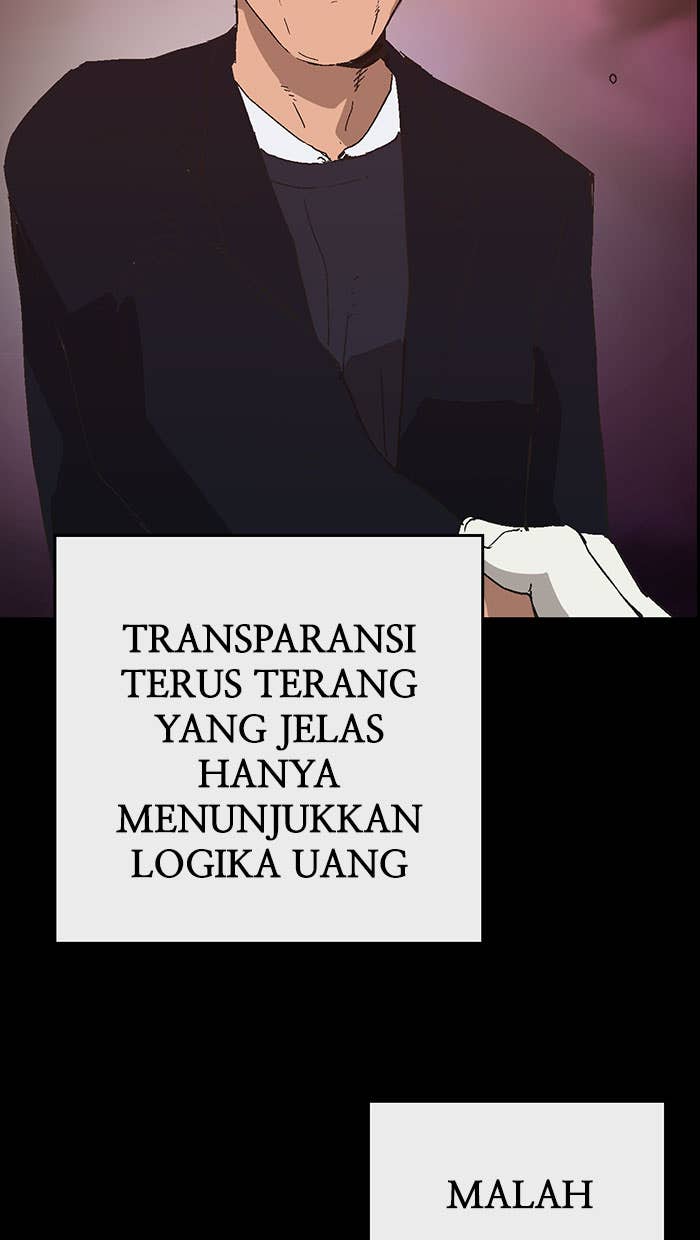 TRANSPARANSI
TERUS TERANG
YANG JELAS
HANYA
MENUNJUKKAN
LOGIKA UANG
MALAH